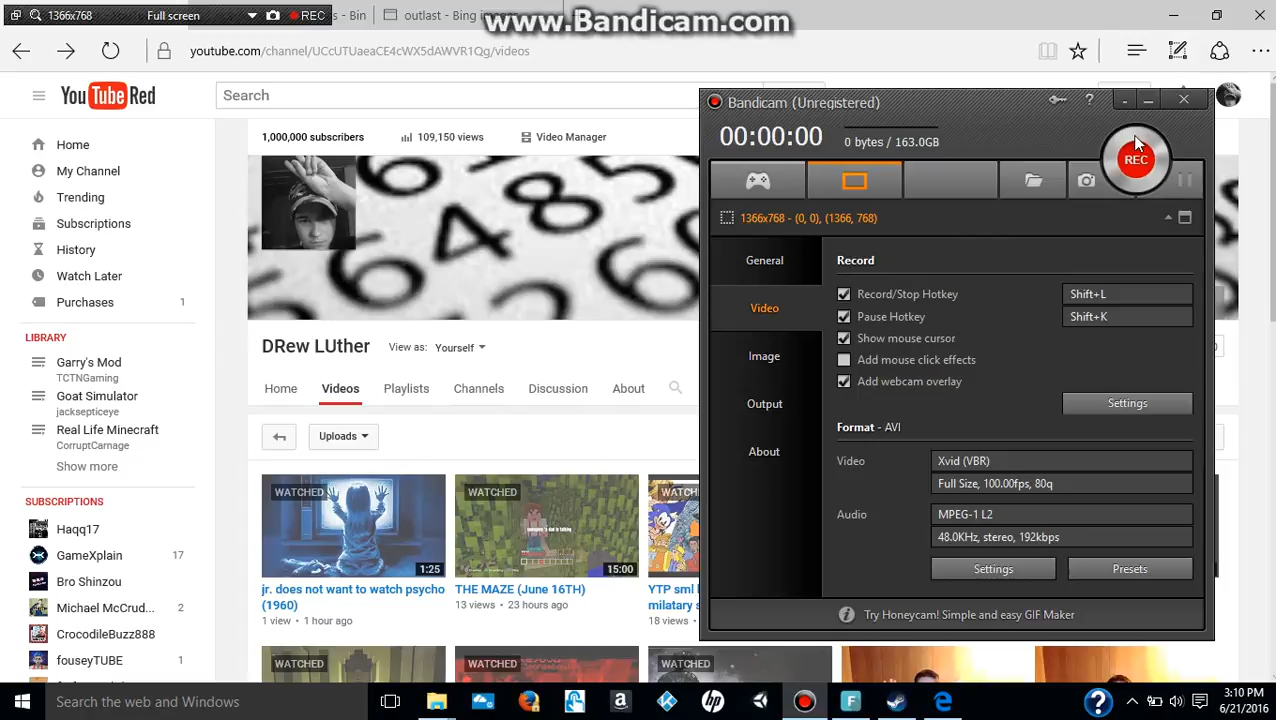 1366x768 Full screen REC
- Bin
outlast - Bing
www.Bandicam.com
youtube.com/channel/UCcUTUaeaCE4cWX5dAWVR1Qg/videos
YouTube Red
Search
Home
My Channel
Trending
Subscriptions
History
Watch Later
Purchases 1
LIBRARY
Garry's Mod
TCTNGaming
Goat Simulator
jacksepticeye
Real Life Minecraft
CorruptCarnage
Show more
SUBSCRIPTIONS
Haqq17
GameXplain 17
Bro Shinzou
Michael McCrud... 2
CrocodileBuzz888
fouseyTUBE 1
1,000,000 subscribers 109,150 views Video Manager
DRew LUther View as: Yourself
Home Videos Playlists Channels Discussion About
Uploads
WATCHED
1:25
jr. does not want to watch psycho
(1960)
1 view • 1 hour ago
WATCHED
15:00
THE MAZE (June 16TH)
13 views • 23 hours ago
WATCH
YTP sml
milatary s
18 views •
WATCHED
WATCHED
WATCHED
Bandicam (Unregistered)
00:00:00
0 bytes / 163.0GB
REC
1366x768 - (0, 0), (1366, 768)
General
Video
Image
Output
About
Record
Record/Stop Hotkey Shift+L
Pause Hotkey Shift+K
Show mouse cursor
Add mouse click effects
Add webcam overlay
Settings
Format - AVI
Video Xvid (VBR)
Full Size, 100.00fps, 80q
Audio MPEG-1 L2
48.0KHz, stereo, 192kbps
Settings Presets
Try Honeycam! Simple and easy GIF Maker
Search the web and Windows
3:10 PM
6/21/2016